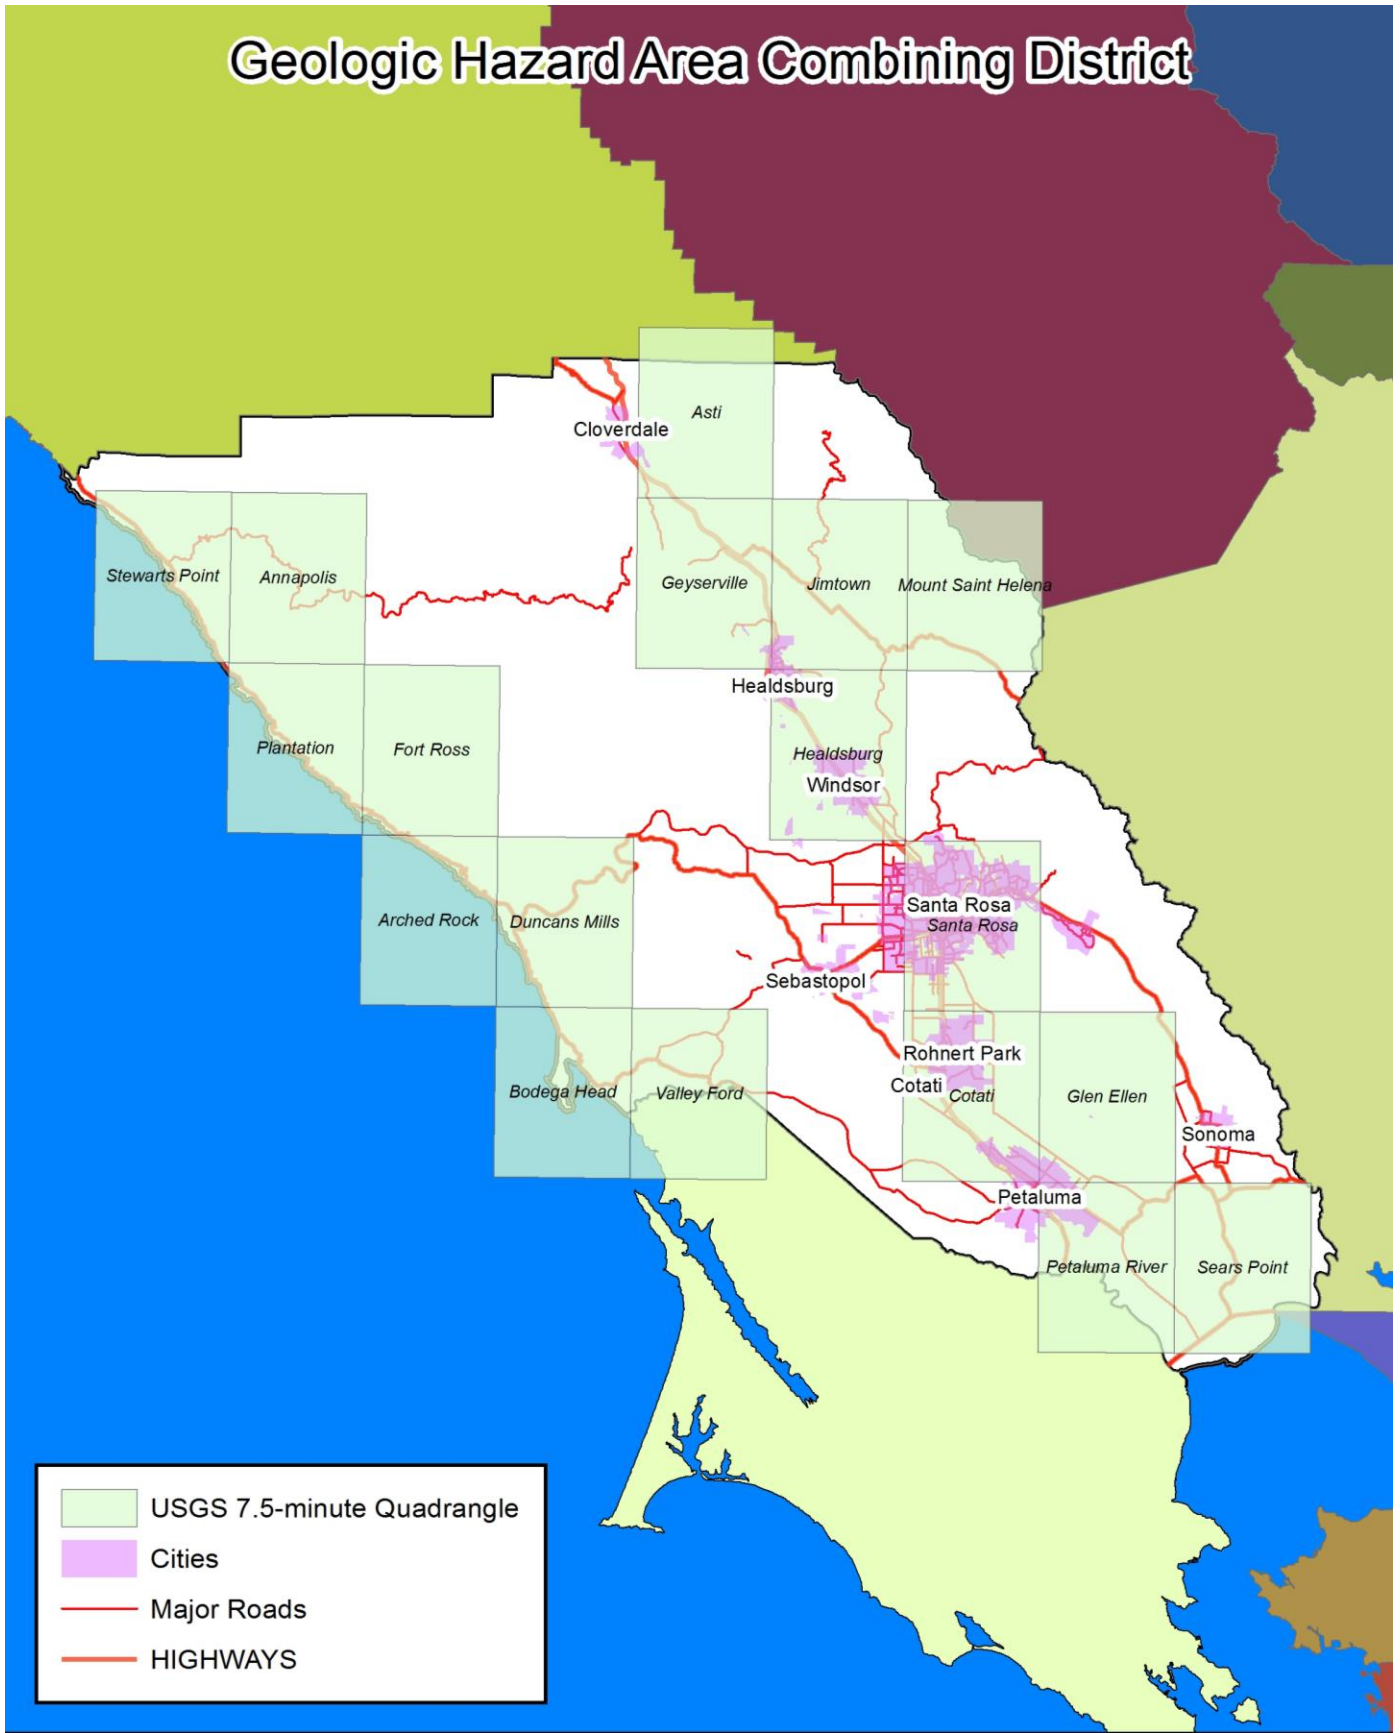 Geologic Hazard Area Combining District
Asti
Cloverdale
Stewarts Point
Annapolis
Geyserville
Jimtown
Mount Saint Helena
Healdsburg
Plantation
Fort Ross
Healdsburg
Windsor
Arched Rock
Duncans Mills
Santa Rosa
Santa Rosa
Sebastopol
Rohnert Park
Bodega Head
Valley Ford
Cotati
Cotati
Glen Ellen
Sonoma
Petaluma
Petaluma River
Sears Point
USGS 7.5-minute Quadrangle
Cities
Major Roads
HIGHWAYS